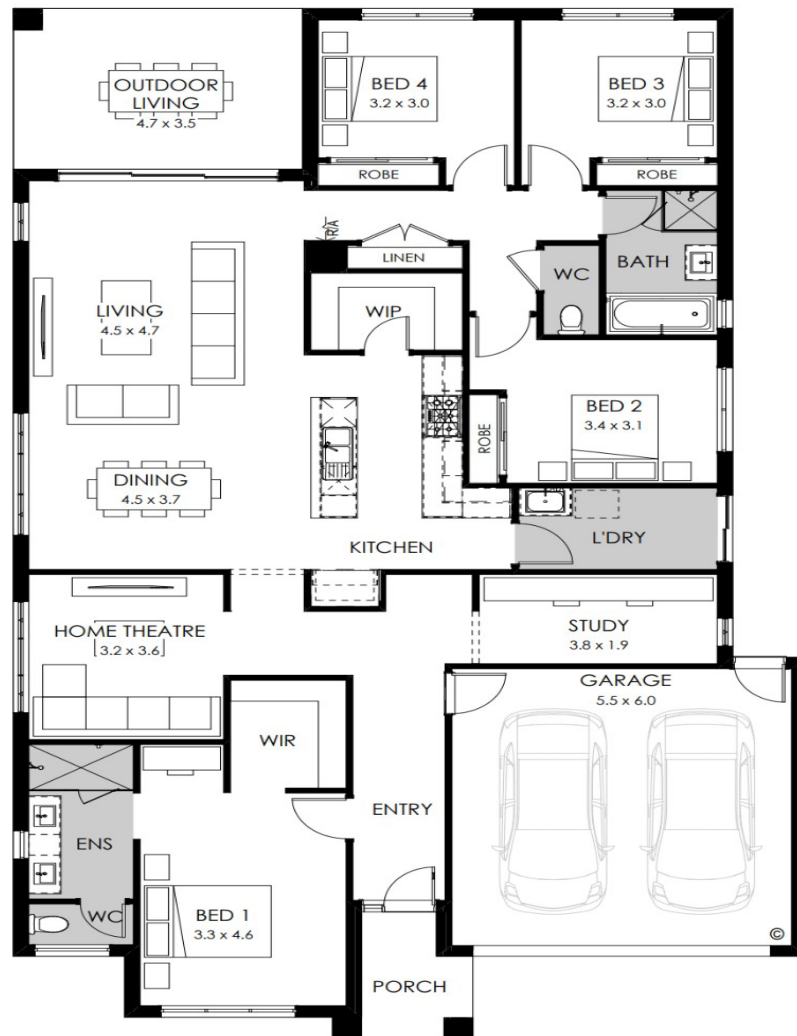 OUTDOOR
LIVING
4.7 x 3.5
BED 4
3.2 x 3.0
BED 3
3.2 x 3.0
ROBE
ROBE
R/A
LINEN
WC
BATH
LIVING
4.5 x 4.7
WIP
BED 2
3.4 x 3.1
ROBE
DINING
4.5 x 3.7
KITCHEN
L'DRY
HOME THEATRE
3.2 x 3.6
STUDY
3.8 x 1.9
GARAGE
5.5 x 6.0
WIR
ENTRY
ENS
WC
BED 1
3.3 x 4.6
PORCH
©